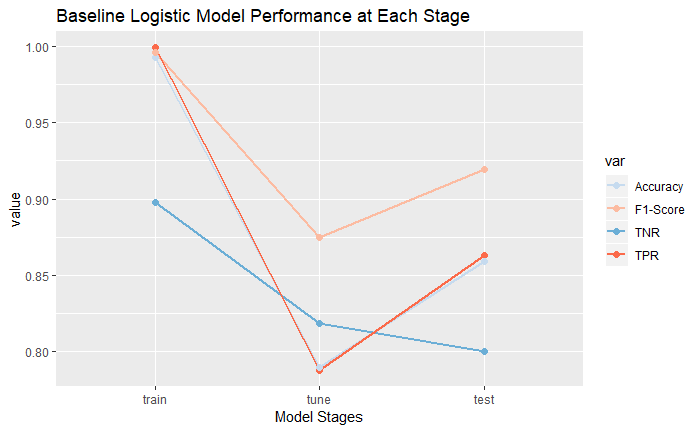 Baseline Logistic Model Performance at Each Stage
1.00
0.95
0.90
0.85
0.80
value
train tune test
Model Stages
var
Accuracy
F1-Score
TNR
TPR